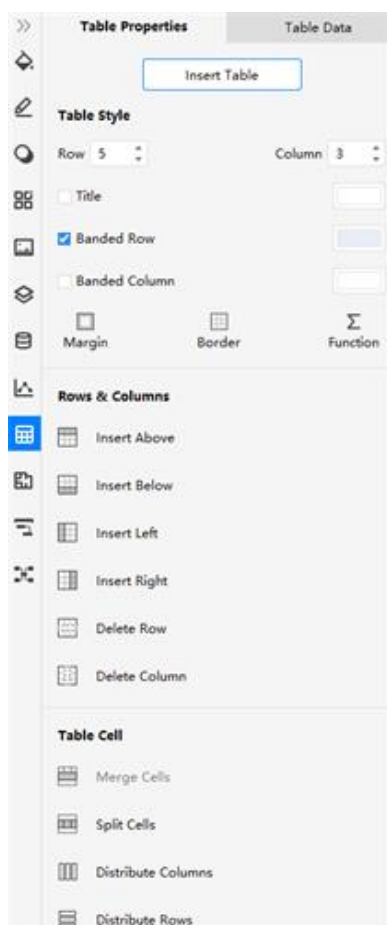 Table Properties Table Data
Insert Table
Table Style
Row 5 Column 3
Title
Banded Row
Banded Column
Margin Border Function
Rows & Columns
Insert Above
Insert Below
Insert Left
Insert Right
Delete Row
Delete Column
Table Cell
Merge Cells
Split Cells
Distribute Columns
Distribute Rows